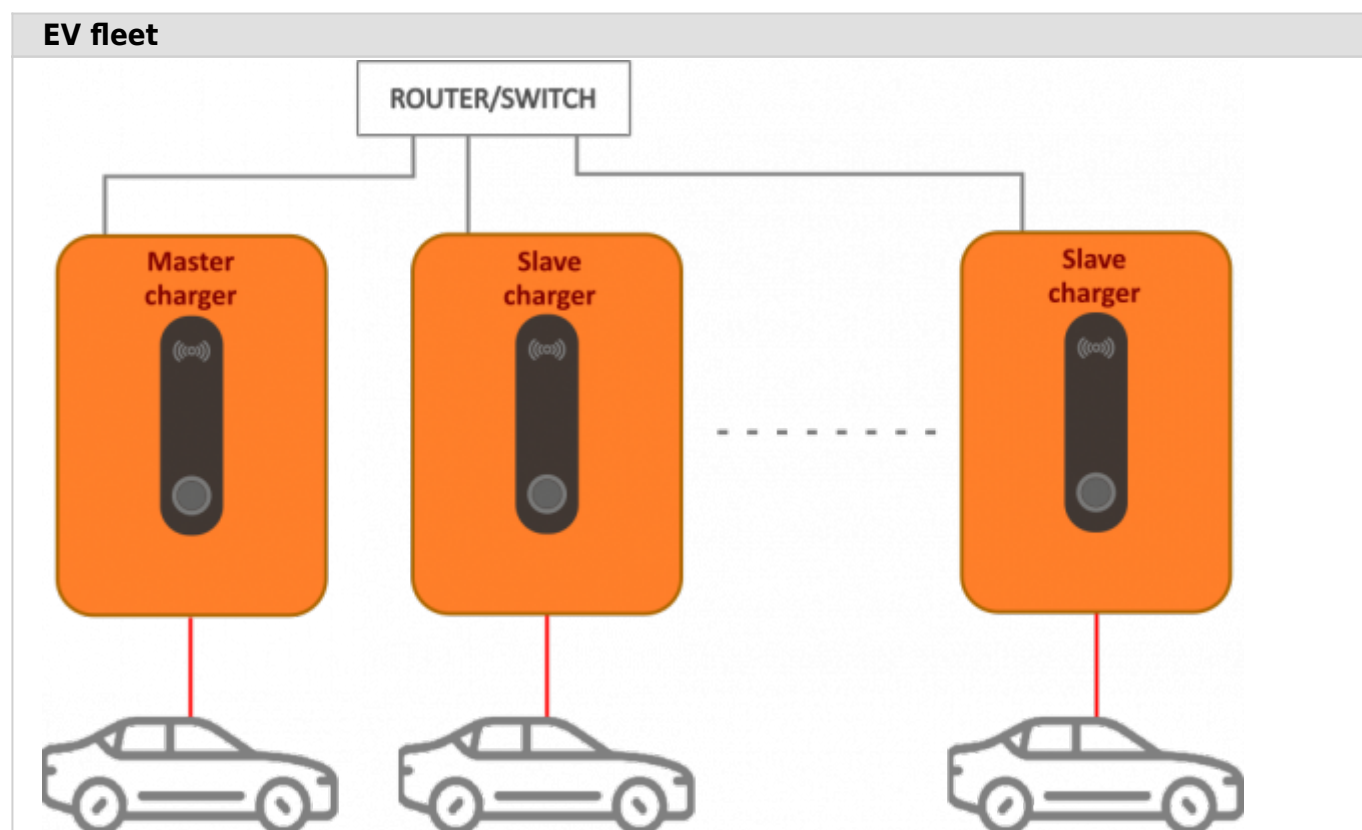 EV fleet
ROUTER/SWITCH
Master
charger
Slave
charger
Slave
charger